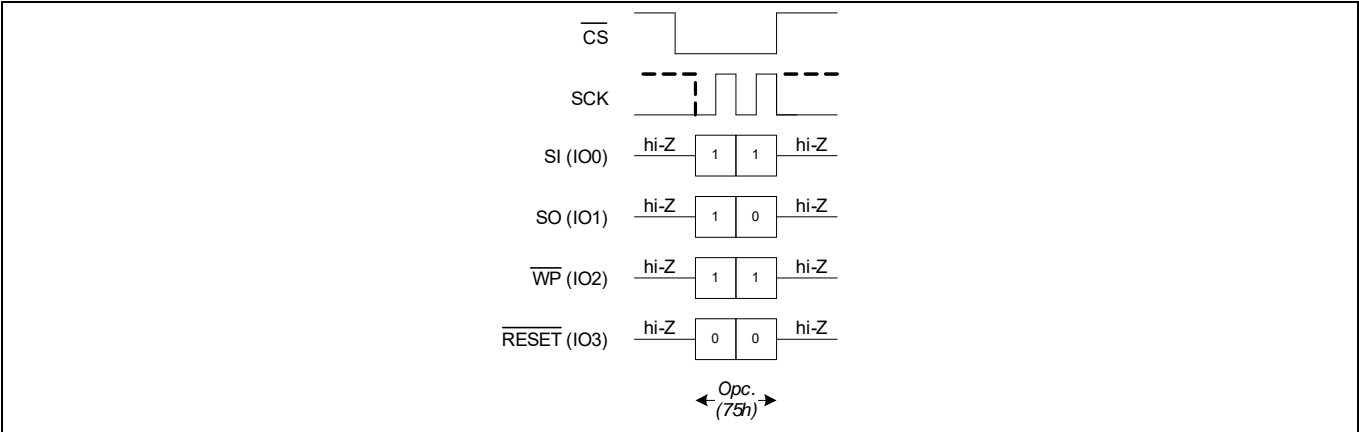 CS
SCK
SI (IO0) hi-Z 1 1 hi-Z
SO (IO1) hi-Z 1 0 hi-Z
WP (IO2) hi-Z 1 1 hi-Z
RESET (IO3) hi-Z 0 0 hi-Z
Opc.
(75h)